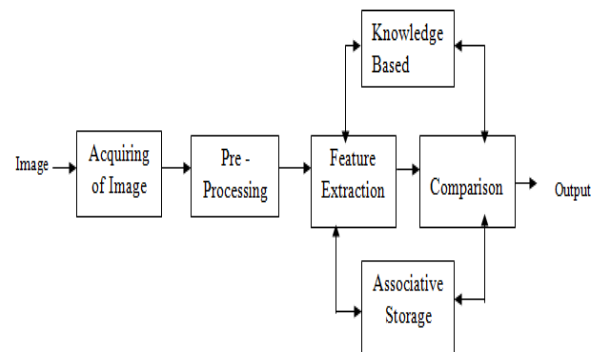 Knowledge
Based
Image
Acquiring
of Image
Pre -
Processing
Feature
Extraction
Comparison
Output
Associative
Storage